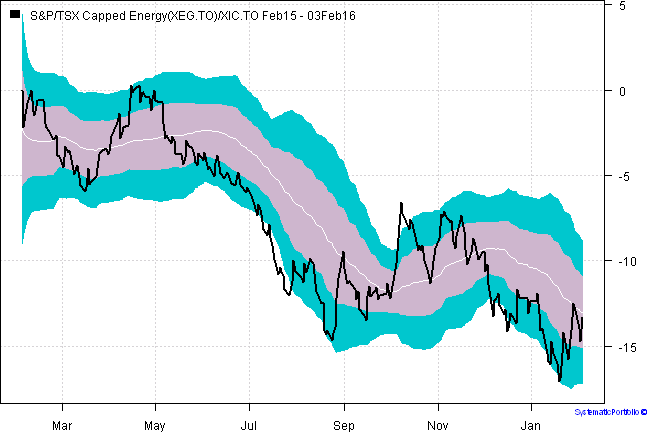 S&P/TSX Capped Energy(XEG.TO)/XIC.TO Feb15 - 03Feb16
5
0
-5
-10
-15
Mar May Jul Sep Nov Jan
SystematicPortfolio ©